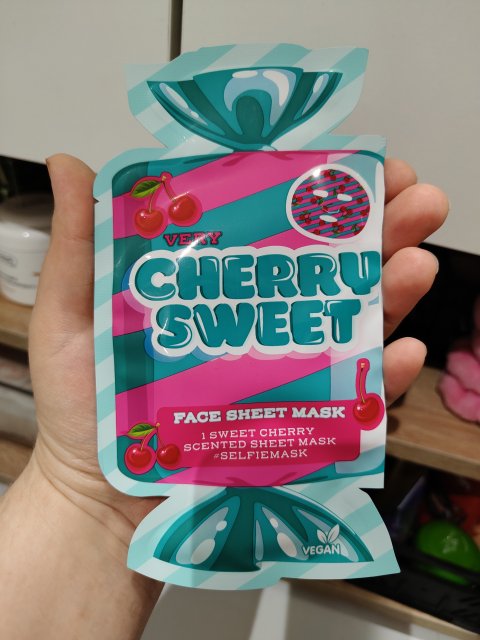 VERY
CHERRY
SWEET
FACE SHEET MASK
1 SWEET CHERRY
SCENTED SHEET MASK
#SELFIEMASK
VEGAN